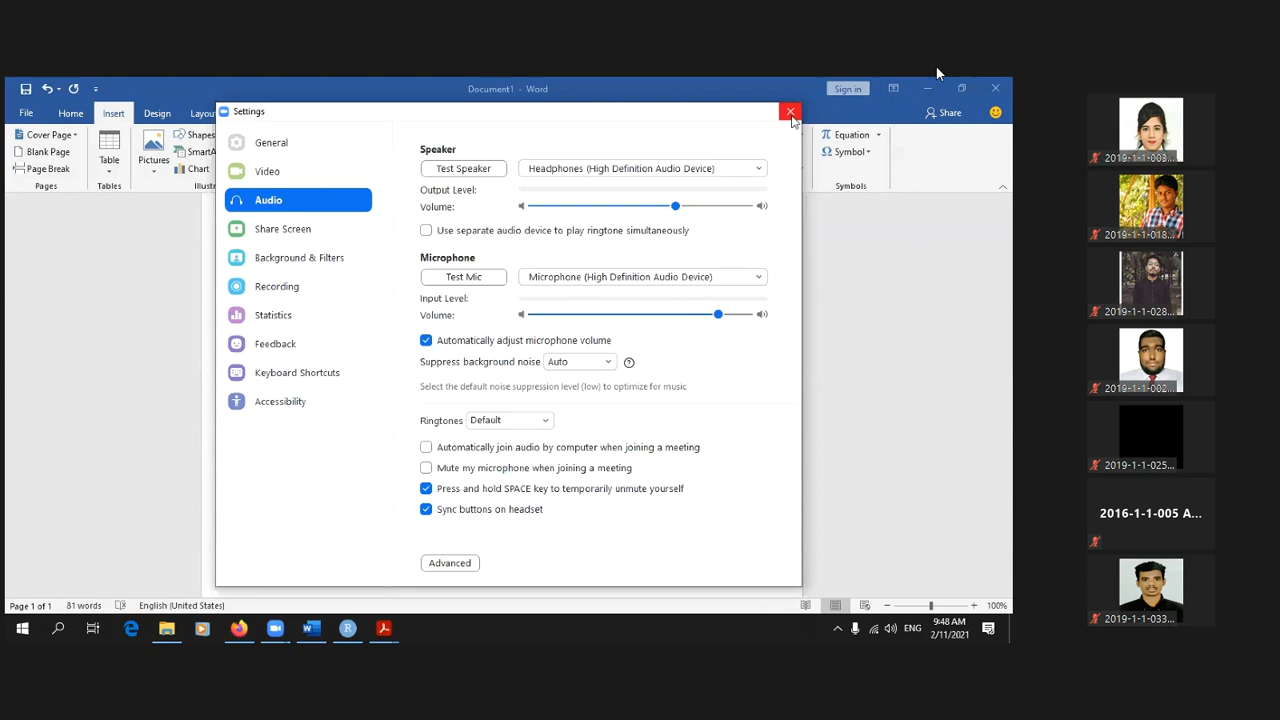 Document1 - Word
Sign in
File
Home
Insert
Design
Layou
Share
Cover Page
Blank Page
Page Break
Pages
Table
Tables
Pictures
Shapes
SmartA
Chart
Illustr
Equation
Symbol
Symbols
Settings
General
Video
Audio
Share Screen
Background & Filters
Recording
Statistics
Feedback
Keyboard Shortcuts
Accessibility
Speaker
Test Speaker
Headphones (High Definition Audio Device)
Output Level:
Volume:
Use separate audio device to play ringtone simultaneously
Microphone
Test Mic
Microphone (High Definition Audio Device)
Input Level:
Volume:
Automatically adjust microphone volume
Suppress background noise Auto
Select the default noise suppression level (low) to optimize for music
Ringtones Default
Automatically join audio by computer when joining a meeting
Mute my microphone when joining a meeting
Press and hold SPACE key to temporarily unmute yourself
Sync buttons on headset
Advanced
Page 1 of 1 81 words English (United States) 100%
ENG
9:48 AM
2/11/2021
2019-1-1-003...
2019-1-1-018...
2019-1-1-028...
2019-1-1-002...
2019-1-1-025...
2016-1-1-005 A...
2019-1-1-033...